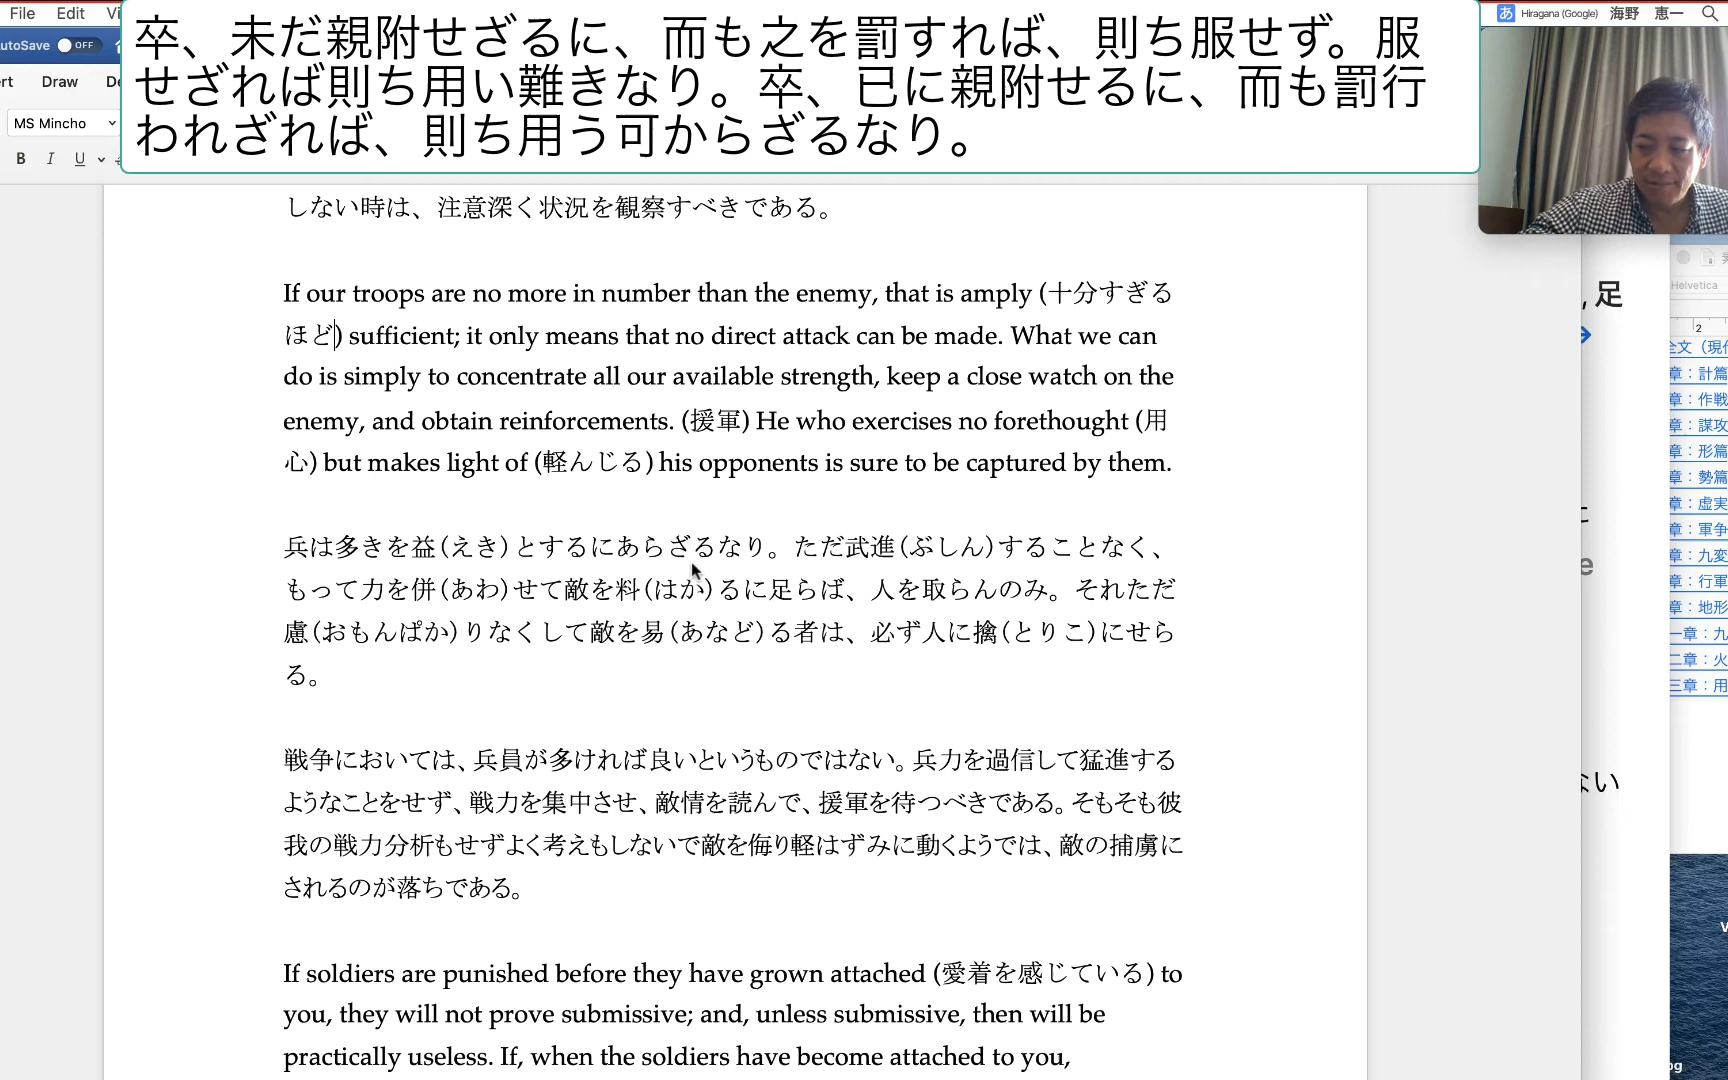 File Edit Vi
あ Hiragana (Google) 海野 恵一
utoSave OFF
rt Draw De
MS Mincho
B I U
卒、未だ親附せざるに、而も之を罰すれば、則ち服せず。服
せざれば則ち用い難きなり。卒、已に親附せるに、而も罰行
われざれば、則ち用う可からざるなり。
しない時は、注意深く状況を観察すべきである。
If our troops are no more in number than the enemy, that is amply (十分すぎる
ほど) sufficient; it only means that no direct attack can be made. What we can
do is simply to concentrate all our available strength, keep a close watch on the
enemy, and obtain reinforcements. (援軍) He who exercises no forethought (用
心) but makes light of (軽んじる) his opponents is sure to be captured by them.
兵は多きを益(えき)とするにあらざるなり。ただ武進(ぶしん)することなく、
もって力を併(あわ)せて敵を料(はか)るに足らば、人を取らんのみ。それただ
慮(おもんぱか)りなくして敵を易(あなど)る者は、必ず人に擒(とりこ)にせら
る。
戦争においては、兵員が多ければ良いというものではない。兵力を過信して猛進する
ようなことをせず、戦力を集中させ、敵情を読んで、援軍を待つべきである。そもそも彼
我の戦力分析もせずよく考えもしないで敵を侮り軽はずみに動くようでは、敵の捕虜に
されるのが落ちである。
If soldiers are punished before they have grown attached (愛着を感じている) to
you, they will not prove submissive; and, unless submissive, then will be
practically useless. If, when the soldiers have become attached to you,
, 足
e
ない
Helvetica
2
全文（現代
章：計篇
章：作戦
章：謀攻
章：形篇
章：勢篇
章：虚実
章：軍争
章：九変
章：行軍
章：地形
一章：九
二章：火
三章：用
og